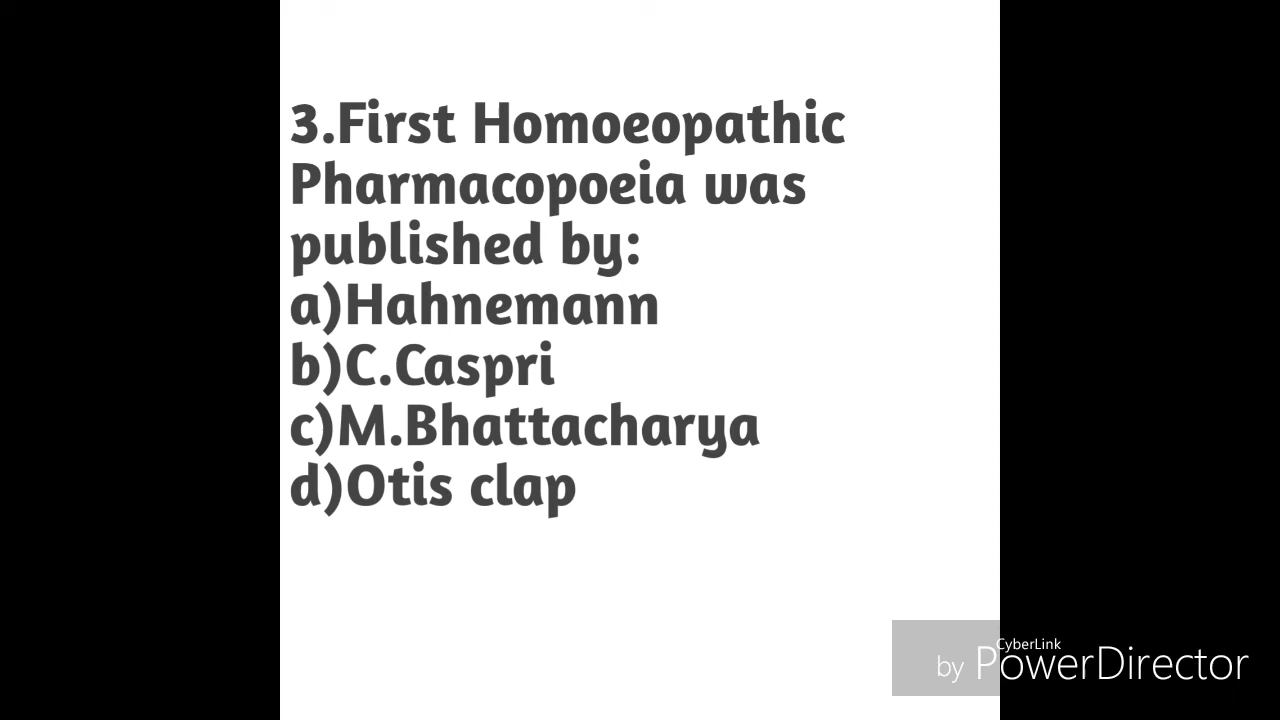 3.First Homoeopathic
Pharmacopoeia was
published by:
a)Hahnemann
b)C.Caspri
c)M.Bhattacharya
d)Otis clap
CyberLink
by PowerDirector